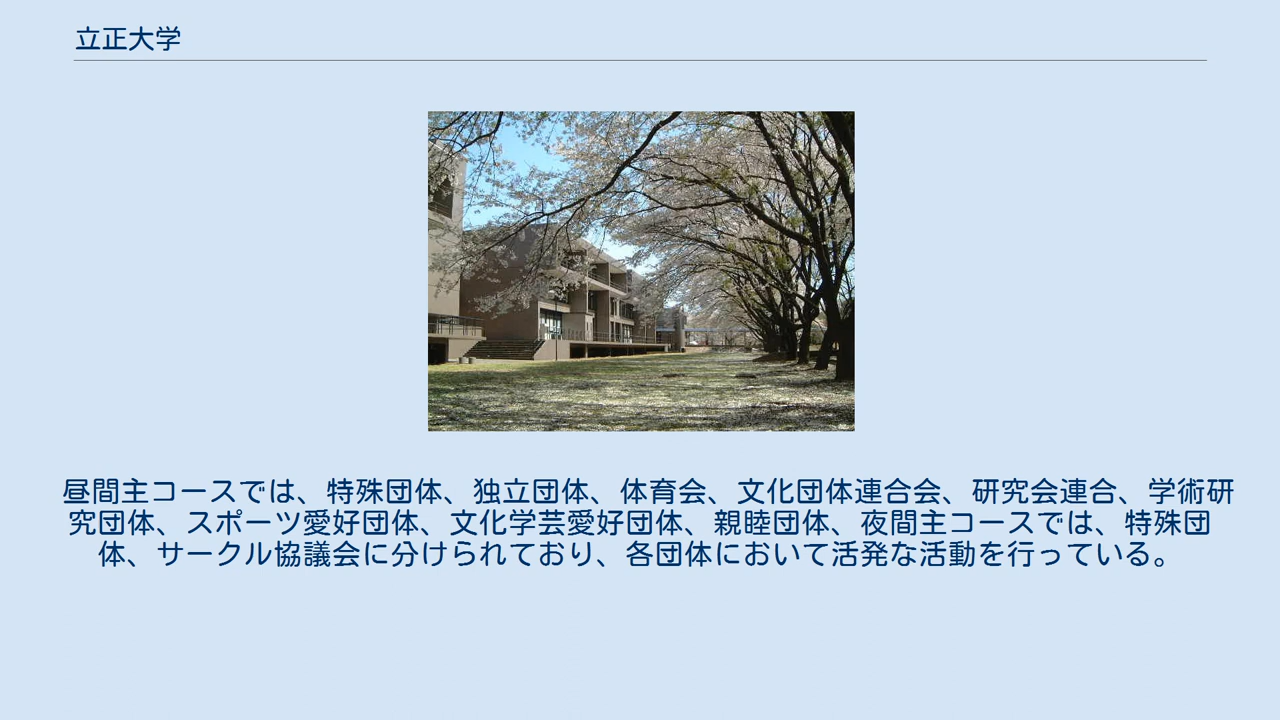 立正大学
昼間主コースでは、特殊団体、独立団体、体育会、文化団体連合会、研究会連合、学術研
究団体、スポーツ愛好団体、文化学芸愛好団体、親睦団体、夜間主コースでは、特殊団
体、サークル協議会に分けられており、各団体において活発な活動を行っている。